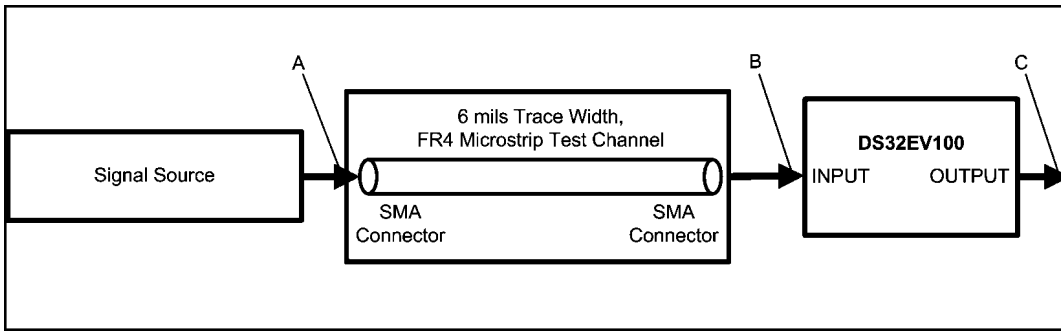 A
B
C
6 mils Trace Width,
FR4 Microstrip Test Channel
DS32EV100
Signal Source
INPUT
OUTPUT
SMA
Connector
SMA
Connector